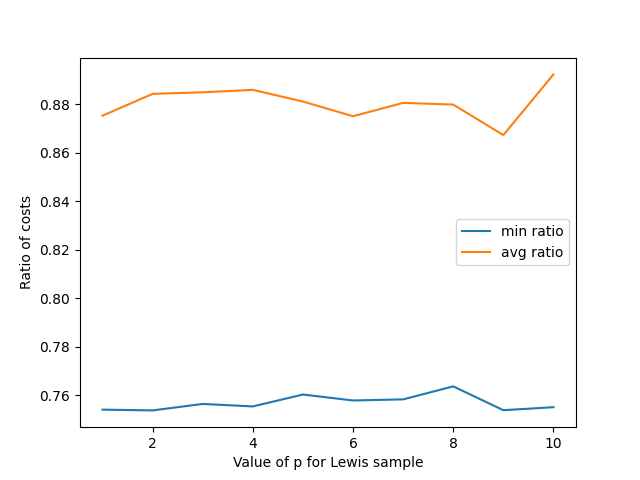 Ratio of costs
0.88
0.86
0.84
0.82
0.80
0.78
0.76
min ratio
avg ratio
2 4 6 8 10
Value of p for Lewis sample